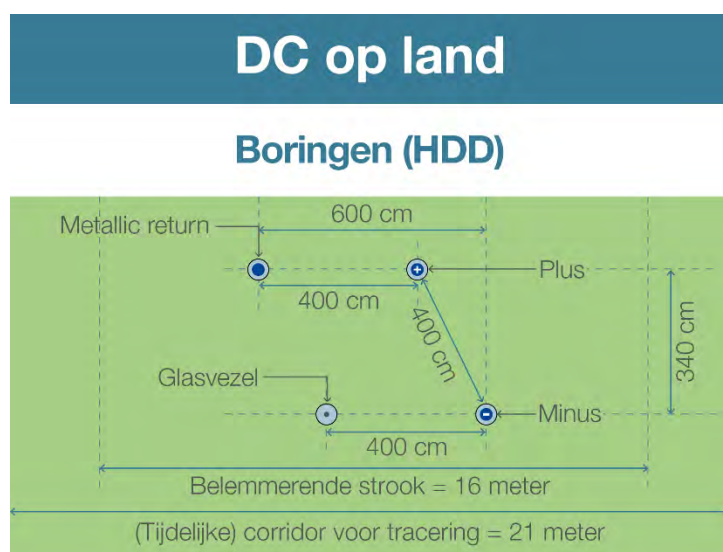 DC op land
Boringen (HDD)
600 cm
Metallic return
+
Plus
400 cm
400 cm
340 cm
Glasvezel
-
Minus
400 cm
Belemmerende strook = 16 meter
(Tijdelijke) corridor voor tracering = 21 meter